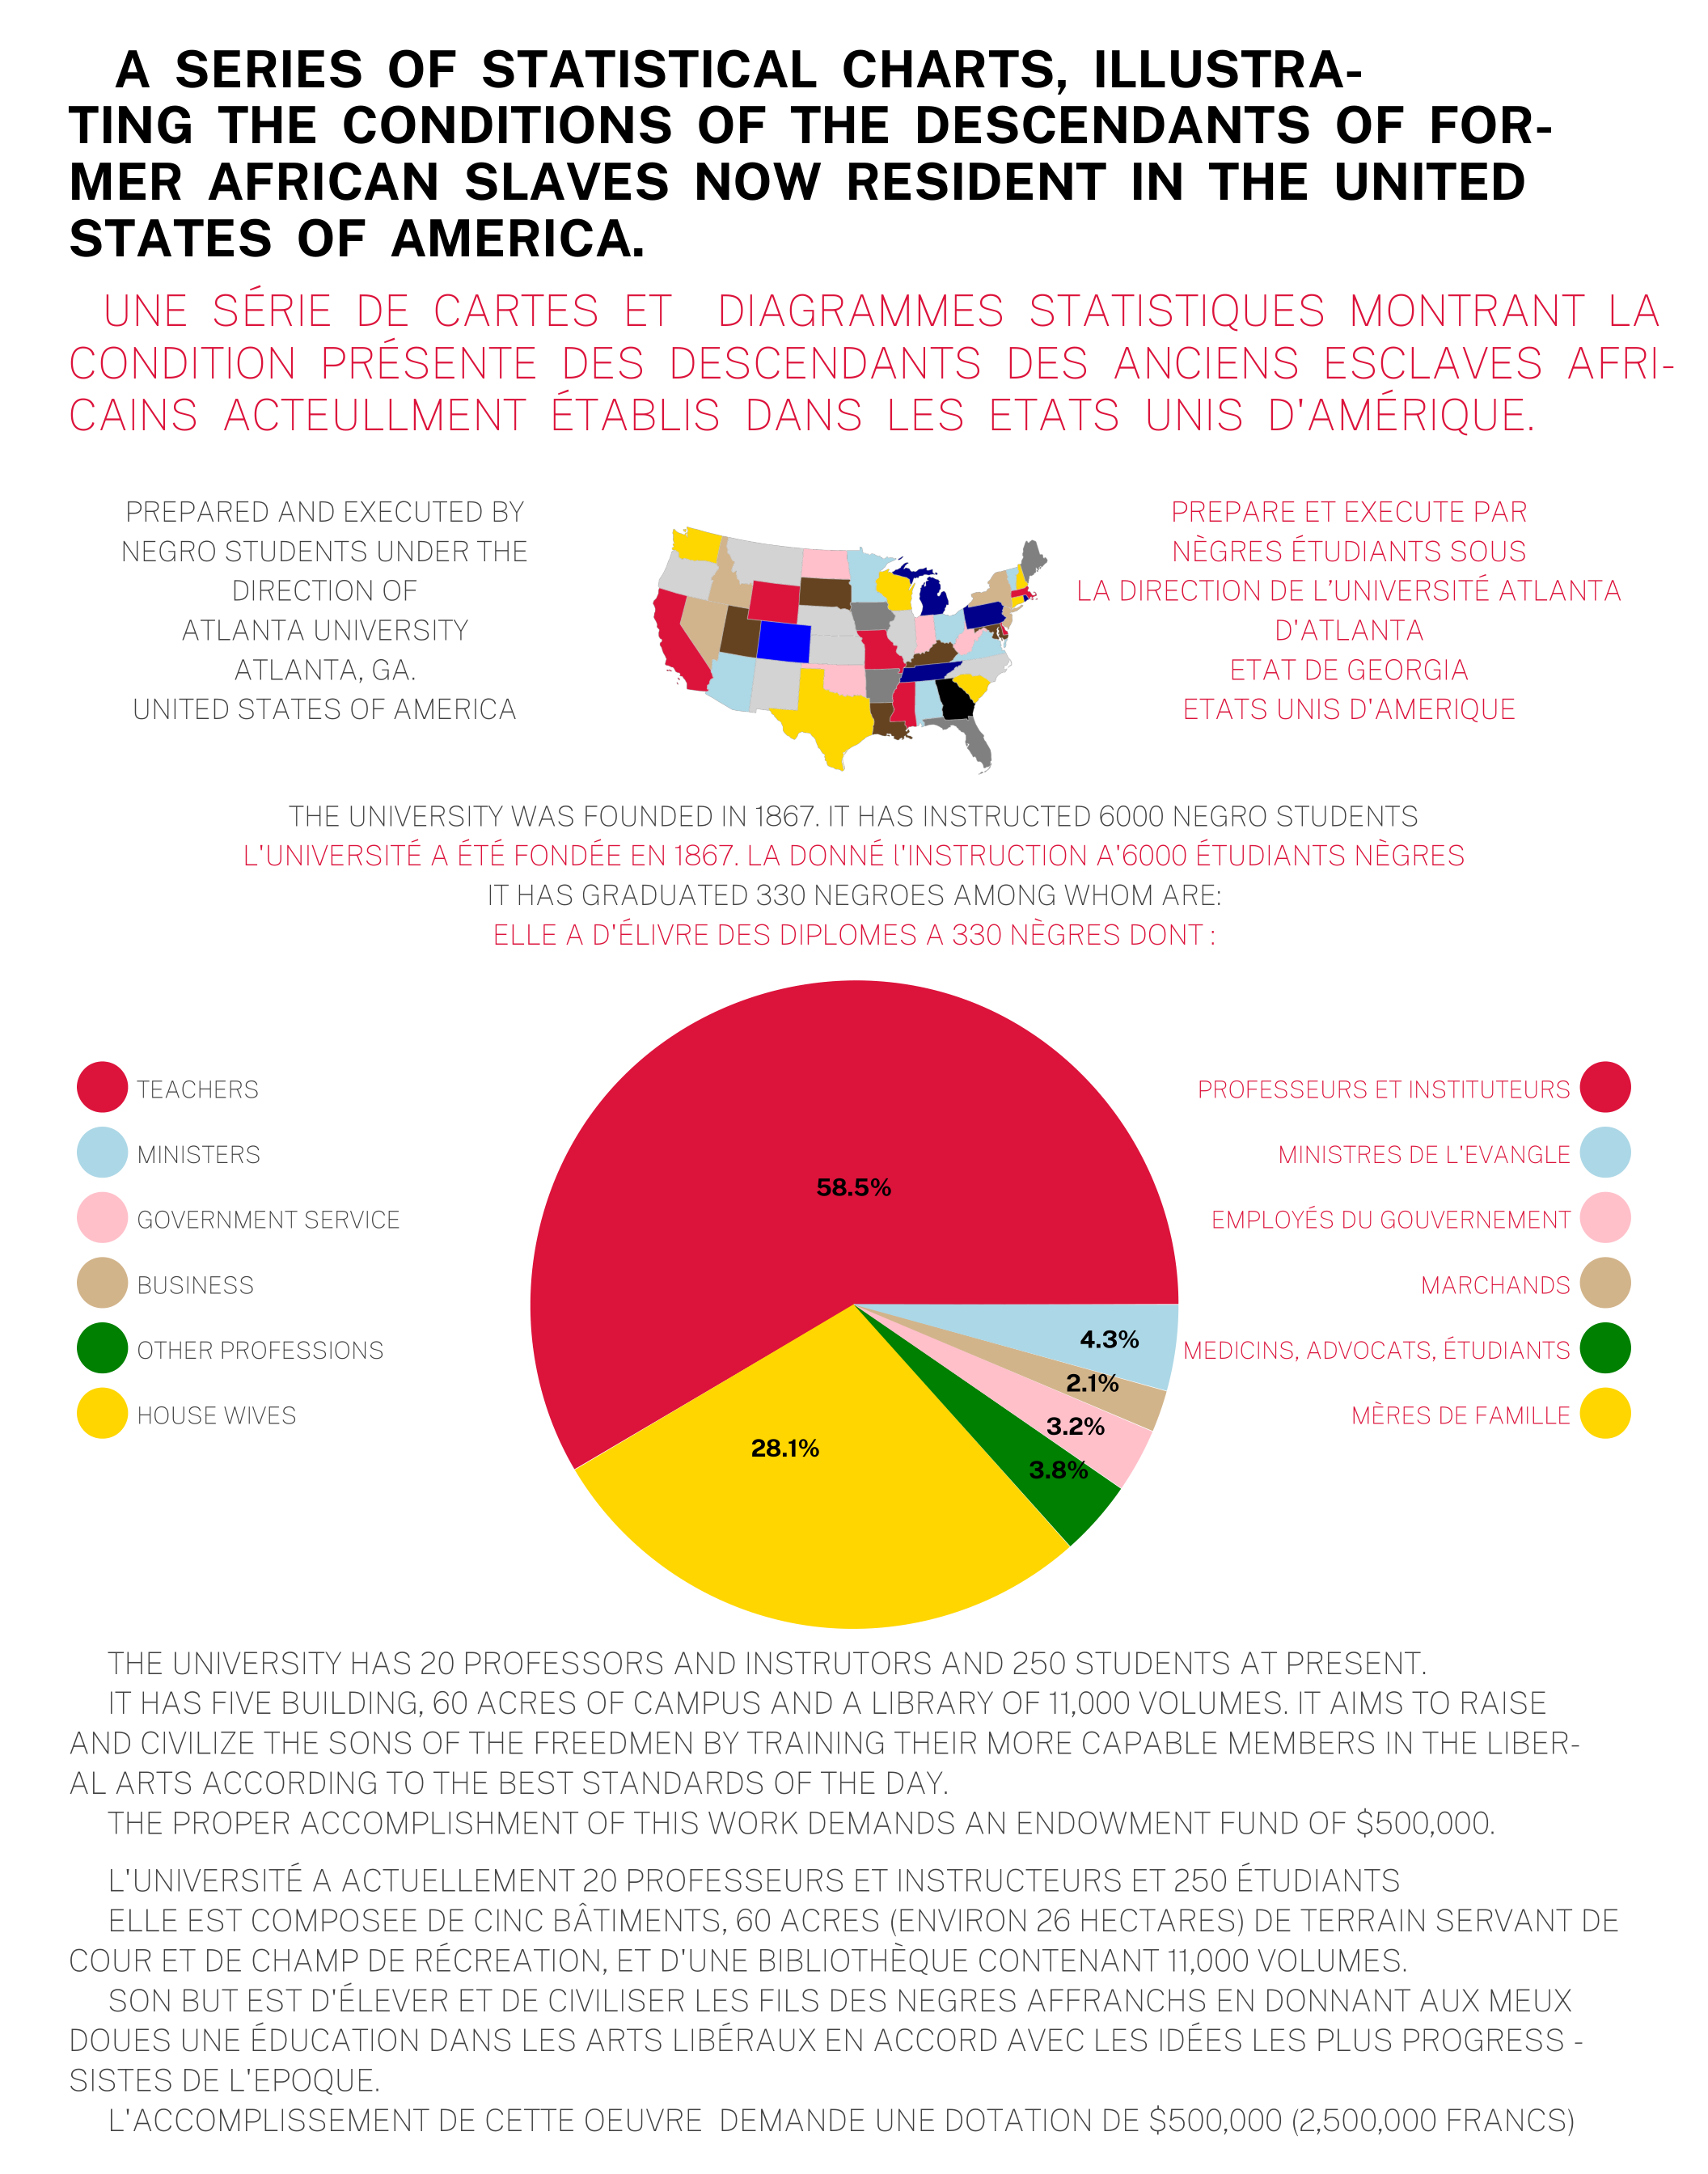 A SERIES OF STATISTICAL CHARTS, ILLUSTRA-
TING THE CONDITIONS OF THE DESCENDANTS OF FOR-
MER AFRICAN SLAVES NOW RESIDENT IN THE UNITED
STATES OF AMERICA.
UNE SÉRIE DE CARTES ET DIAGRAMMES STATISTIQUES MONTRANT LA
CONDITION PRÉSENTE DES DESCENDANTS DES ANCIENS ESCLAVES AFRI-
CAINS ACTEULLMENT ÉTABLIS DANS LES ETATS UNIS D'AMÉRIQUE.
PREPARED AND EXECUTED BY
NEGRO STUDENTS UNDER THE
DIRECTION OF
ATLANTA UNIVERSITY
ATLANTA, GA.
UNITED STATES OF AMERICA
PREPARE ET EXECUTE PAR
NÈGRES ÉTUDIANTS SOUS
LA DIRECTION DE L'UNIVERSITÉ ATLANTA
D'ATLANTA
ETAT DE GEORGIA
ETATS UNIS D'AMERIQUE
THE UNIVERSITY WAS FOUNDED IN 1867. IT HAS INSTRUCTED 6000 NEGRO STUDENTS
L'UNIVERSITÉ A ÉTÉ FONDÉE EN 1867. LA DONNÉ l'INSTRUCTION A'6000 ÉTUDIANTS NÈGRES
IT HAS GRADUATED 330 NEGROES AMONG WHOM ARE:
ELLE A D'ÉLIVRE DES DIPLOMES A 330 NÈGRES DONT :
TEACHERS
MINISTERS
GOVERNMENT SERVICE
BUSINESS
OTHER PROFESSIONS
HOUSE WIVES
58.5%
4.3%
2.1%
3.2%
3.8%
28.1%
PROFESSEURS ET INSTITUTEURS
MINISTRES DE L'EVANGLE
EMPLOYÉS DU GOUVERNEMENT
MARCHANDS
MEDICINS, ADVOCATS, ÉTUDIANTS
MÈRES DE FAMILLE
THE UNIVERSITY HAS 20 PROFESSORS AND INSTRUTORS AND 250 STUDENTS AT PRESENT.
IT HAS FIVE BUILDING, 60 ACRES OF CAMPUS AND A LIBRARY OF 11,000 VOLUMES. IT AIMS TO RAISE
AND CIVILIZE THE SONS OF THE FREEDMEN BY TRAINING THEIR MORE CAPABLE MEMBERS IN THE LIBER-
AL ARTS ACCORDING TO THE BEST STANDARDS OF THE DAY.
THE PROPER ACCOMPLISHMENT OF THIS WORK DEMANDS AN ENDOWMENT FUND OF $500,000.
L'UNIVERSITÉ A ACTUELLEMENT 20 PROFESSEURS ET INSTRUCTEURS ET 250 ÉTUDIANTS
ELLE EST COMPOSEE DE CINC BÂTIMENTS, 60 ACRES (ENVIRON 26 HECTARES) DE TERRAIN SERVANT DE
COUR ET DE CHAMP DE RÉCREATION, ET D'UNE BIBLIOTHÈQUE CONTENANT 11,000 VOLUMES.
SON BUT EST D'ÉLEVER ET DE CIVILISER LES FILS DES NEGRES AFFRANCHS EN DONNANT AUX MEUX
DOUES UNE ÉDUCATION DANS LES ARTS LIBÉRAUX EN ACCORD AVEC LES IDÉES LES PLUS PROGRESS -
SISTES DE L'EPOQUE.
L'ACCOMPLISSEMENT DE CETTE OEUVRE DEMANDE UNE DOTATION DE $500,000 (2,500,000 FRANCS)